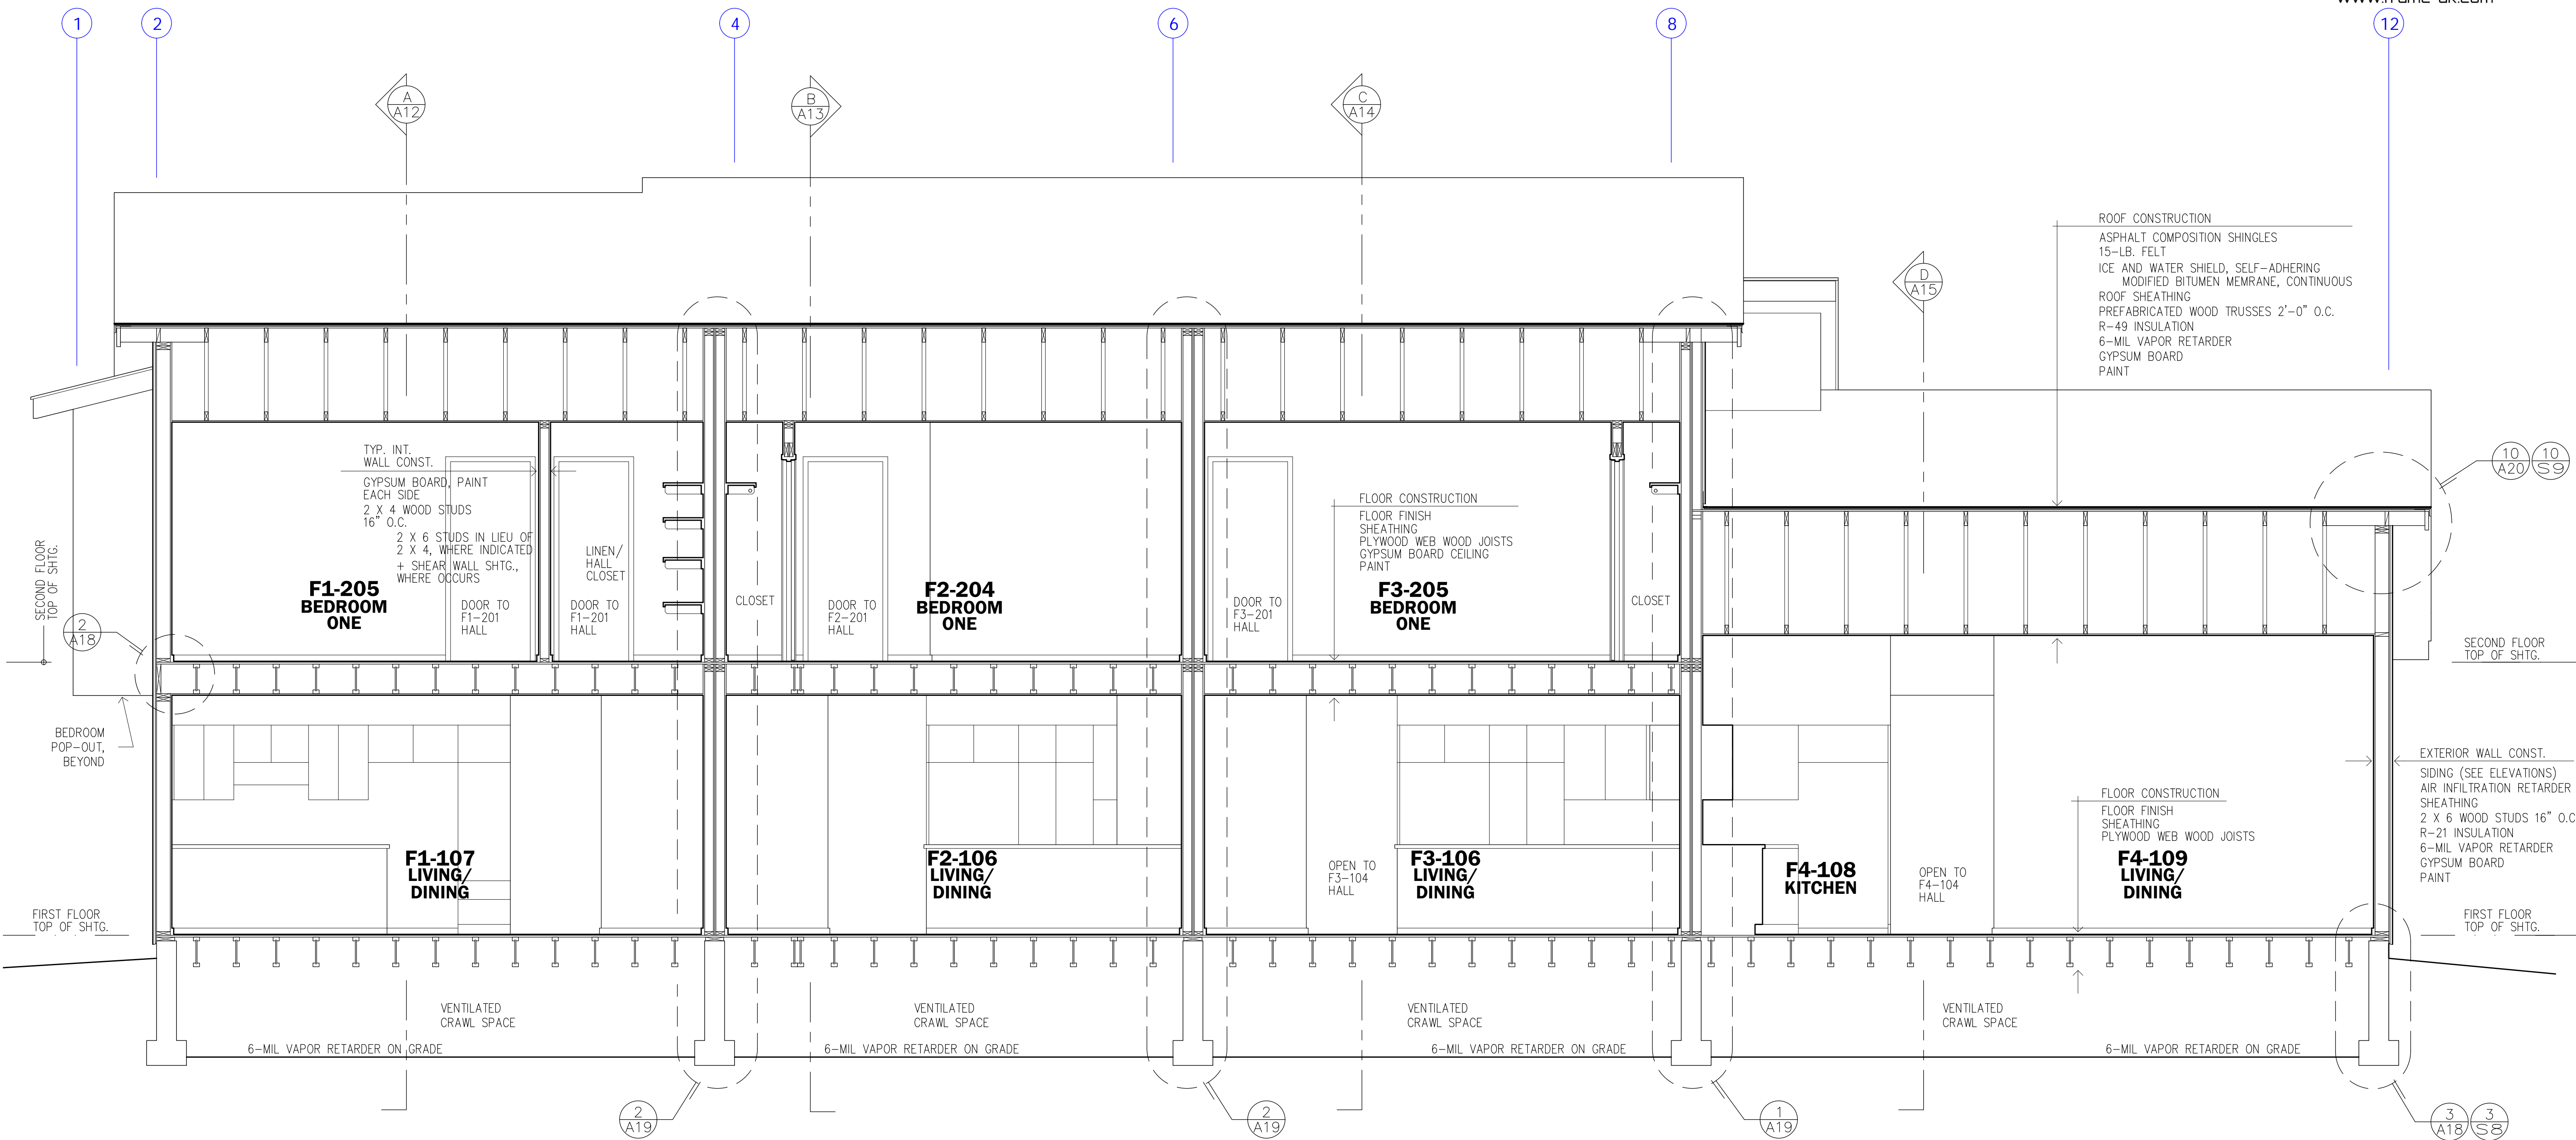 www.frame-ak.com
1
2
4
6
8
12
A
A12
B
A13
C
A14
D
A15
ROOF CONSTRUCTION
ASPHALT COMPOSITION SHINGLES
15-LB. FELT
ICE AND WATER SHIELD, SELF-ADHERING
MODIFIED BITUMEN MEMRANE, CONTINUOUS
ROOF SHEATHING
PREFABRICATED WOOD TRUSSES 2'-0" O.C.
R-49 INSULATION
6-MIL VAPOR RETARDER
GYPSUM BOARD
PAINT
10
A20
10
S9
TYP. INT.
WALL CONST.
GYPSUM BOARD, PAINT
EACH SIDE
2 X 4 WOOD STUDS
16" O.C.
2 X 6 STUDS IN LIEU OF
2 X 4, WHERE INDICATED
+ SHEAR WALL SHTG.,
WHERE OCCURS
FLOOR CONSTRUCTION
FLOOR FINISH
SHEATHING
PLYWOOD WEB WOOD JOISTS
GYPSUM BOARD CEILING
PAINT
SECOND FLOOR
TOP OF SHTG.
2
A18
F1-205
BEDROOM
ONE
DOOR TO
F1-201
HALL
LINEN/
HALL
CLOSET
DOOR TO
F1-201
HALL
CLOSET
DOOR TO
F2-201
HALL
F2-204
BEDROOM
ONE
DOOR TO
F3-201
HALL
F3-205
BEDROOM
ONE
CLOSET
SECOND FLOOR
TOP OF SHTG.
BEDROOM
POP-OUT,
BEYOND
EXTERIOR WALL CONST.
SIDING (SEE ELEVATIONS)
AIR INFILTRATION RETARDER
SHEATHING
2 X 6 WOOD STUDS 16" O.C
R-21 INSULATION
6-MIL VAPOR RETARDER
GYPSUM BOARD
PAINT
FLOOR CONSTRUCTION
FLOOR FINISH
SHEATHING
PLYWOOD WEB WOOD JOISTS
F1-107
LIVING/
DINING
F2-106
LIVING/
DINING
OPEN TO
F3-104
HALL
F3-106
LIVING/
DINING
F4-108
KITCHEN
OPEN TO
F4-104
HALL
F4-109
LIVING/
DINING
FIRST FLOOR
TOP OF SHTG.
FIRST FLOOR
TOP OF SHTG.
VENTILATED
CRAWL SPACE
VENTILATED
CRAWL SPACE
VENTILATED
CRAWL SPACE
VENTILATED
CRAWL SPACE
6-MIL VAPOR RETARDER ON GRADE
6-MIL VAPOR RETARDER ON GRADE
6-MIL VAPOR RETARDER ON GRADE
6-MIL VAPOR RETARDER ON GRADE
2
A19
2
A19
1
A19
3
A18
3
S8